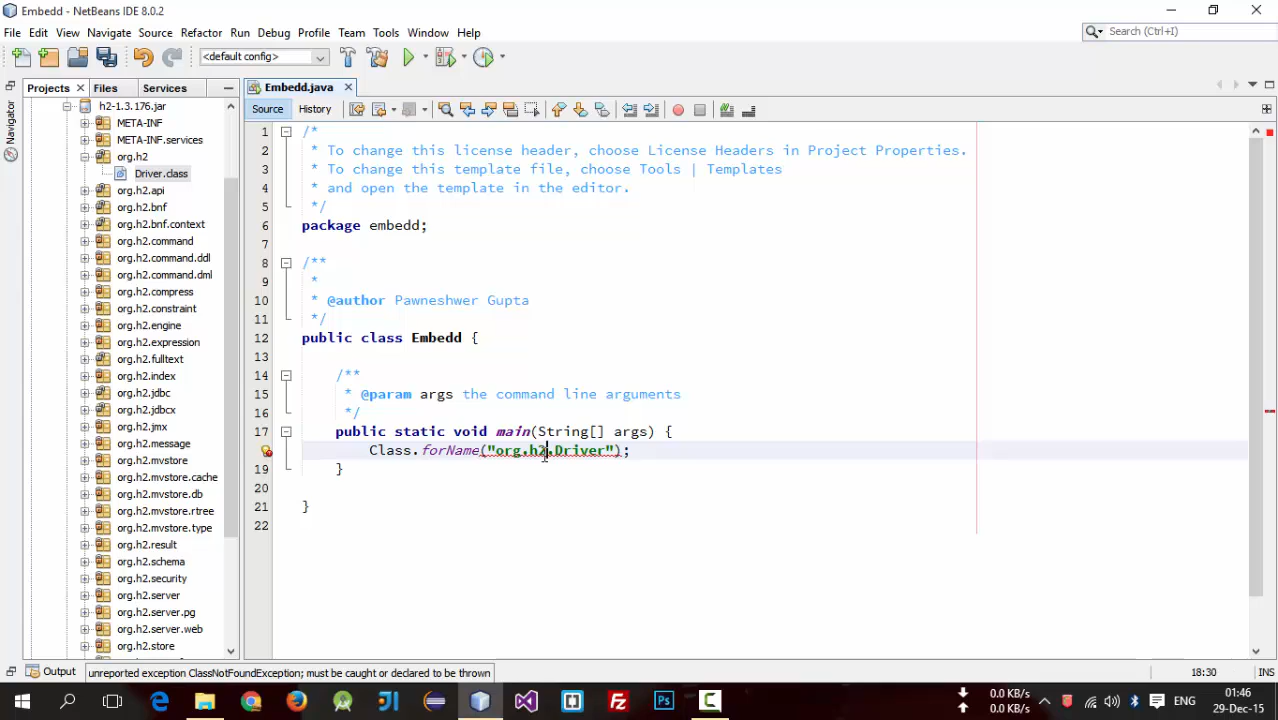 Embedd - NetBeans IDE 8.0.2
File Edit View Navigate Source Refactor Run Debug Profile Team Tools Window Help
Search (Ctrl+I)
<default config>
Projects Files Services
Embedd.java
Navigator
Source History
h2-1.3.176.jar
META-INF
META-INF.services
org.h2
Driver.class
org.h2.api
org.h2.bnf
org.h2.bnf.context
org.h2.command
org.h2.command.ddl
org.h2.command.dml
org.h2.compress
org.h2.constraint
org.h2.engine
org.h2.expression
org.h2.fulltext
org.h2.index
org.h2.jdbc
org.h2.jdbcx
org.h2.jmx
org.h2.message
org.h2.mvstore
org.h2.mvstore.cache
org.h2.mvstore.db
org.h2.mvstore.rtree
org.h2.mvstore.type
org.h2.result
org.h2.schema
org.h2.security
org.h2.server
org.h2.server.pg
org.h2.server.web
org.h2.store
1 /*
2 * To change this license header, choose License Headers in Project Properties.
3 * To change this template file, choose Tools | Templates
4 * and open the template in the editor.
5 */
6 package embedd;
7
8 /**
9 *
10 * @author Pawneshwer Gupta
11 */
12 public class Embedd {
13
14 /**
15 * @param args the command line arguments
16 */
17 public static void main(String[] args) {
18 Class.forName("org.h2.Driver");
19 }
20
21 }
22
Output
unreported exception ClassNotFoundException; must be caught or declared to be thrown
18:30 INS
0.0 KB/s
0.0 KB/s
ENG
01:46
29-Dec-15